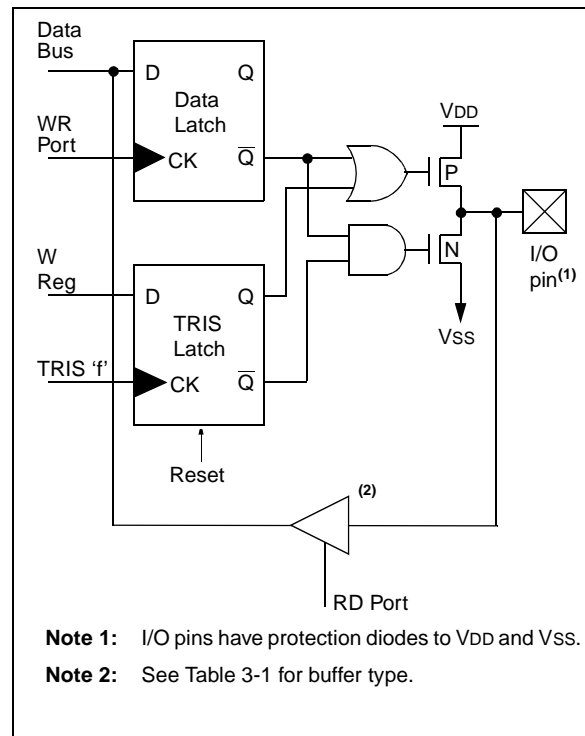 Data
Bus
D
Q
Data
Latch
WR
Port
CK
Q
VDD
P
I/O
pin(1)
N
VSS
W
Reg
D
Q
TRIS
Latch
TRIS 'f'
CK
Q
Reset
(2)
RD Port
Note 1: I/O pins have protection diodes to VDD and VSS.
Note 2: See Table 3-1 for buffer type.